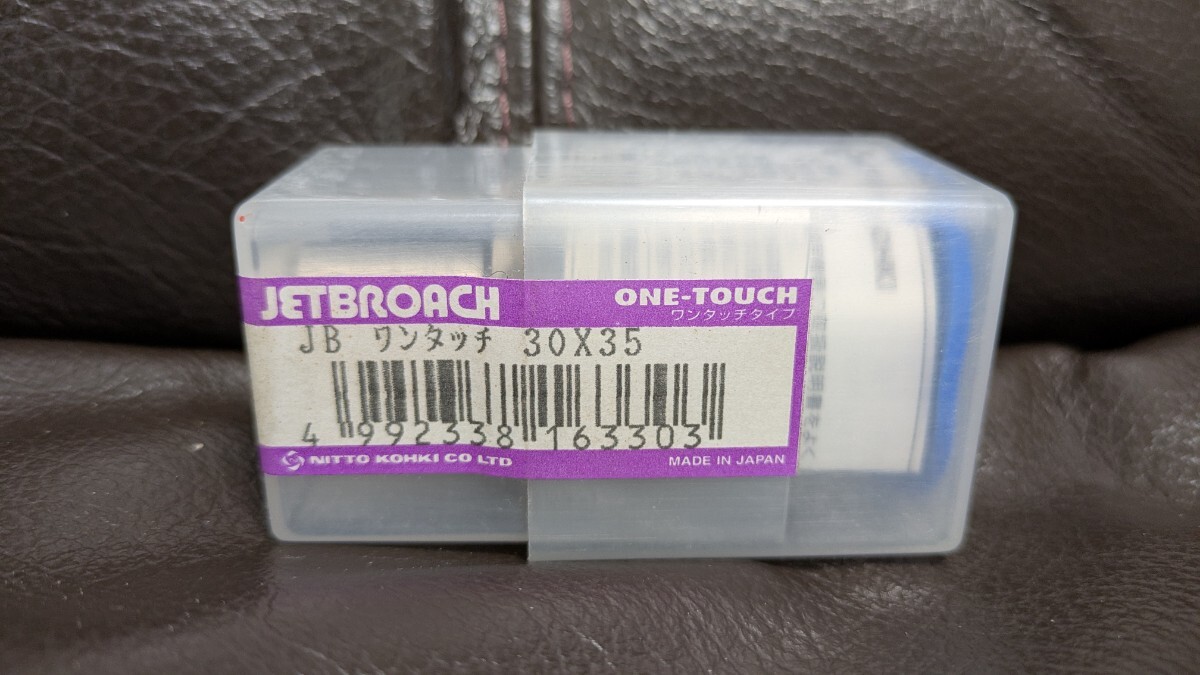 JETBROACH
ONE-TOUCH
ワンタッチタイプ
JB ワンタッチ 30X35
4 992338 163303
NITTO KOHKI CO LTD
MADE IN JAPAN